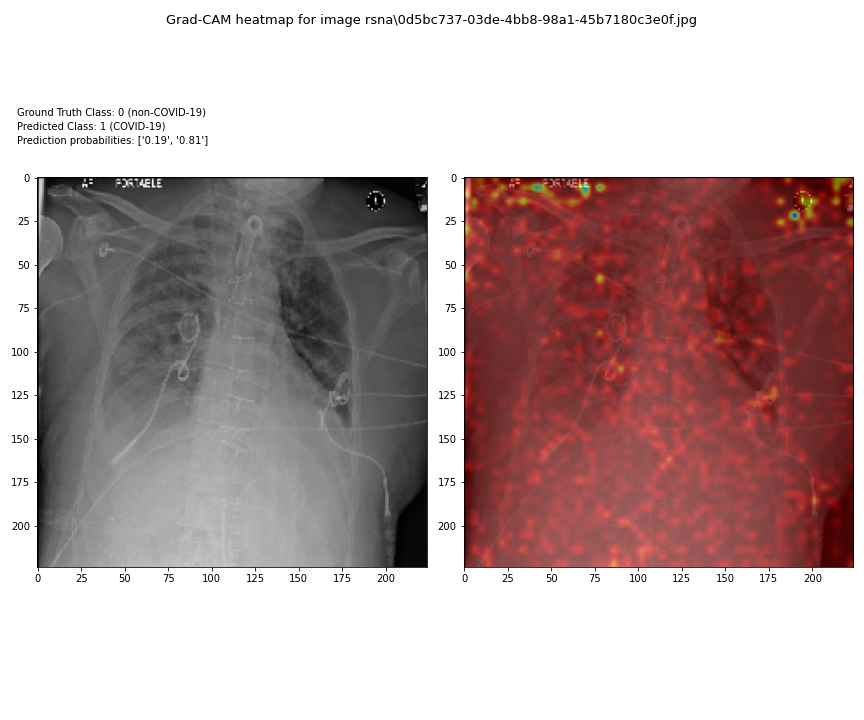 Grad-CAM heatmap for image rsna\0d5bc737-03de-4bb8-98a1-45b7180c3e0f.jpg
Ground Truth Class: 0 (non-COVID-19)
Predicted Class: 1 (COVID-19)
Prediction probabilities: ['0.19', '0.81']
0
25
50
75
100
125
150
175
200
0 25 50 75 100 125 150 175 200
PORTABLE
0
25
50
75
100
125
150
175
200
0 25 50 75 100 125 150 175 200
PORTABLE